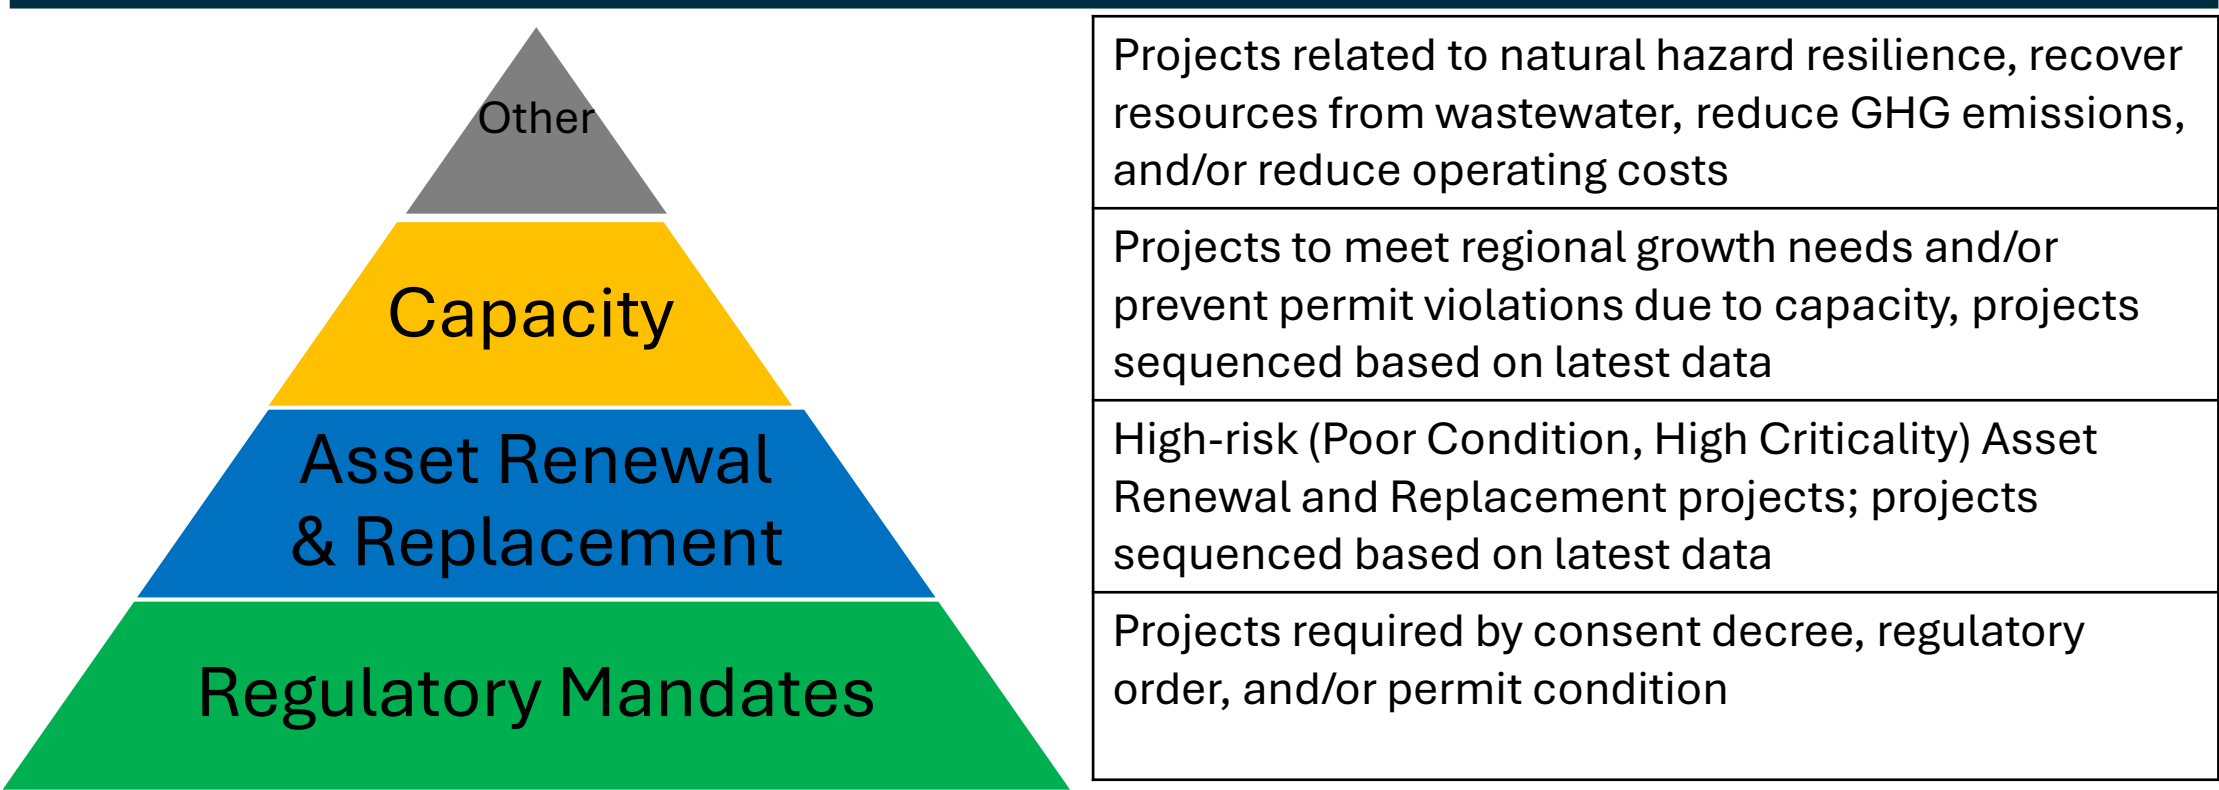 Other
Projects related to natural hazard resilience, recover
resources from wastewater, reduce GHG emissions,
and/or reduce operating costs
Capacity
Projects to meet regional growth needs and/or
prevent permit violations due to capacity, projects
sequenced based on latest data
Asset Renewal
& Replacement
High-risk (Poor Condition, High Criticality) Asset
Renewal and Replacement projects; projects
sequenced based on latest data
Regulatory Mandates
Projects required by consent decree, regulatory
order, and/or permit condition